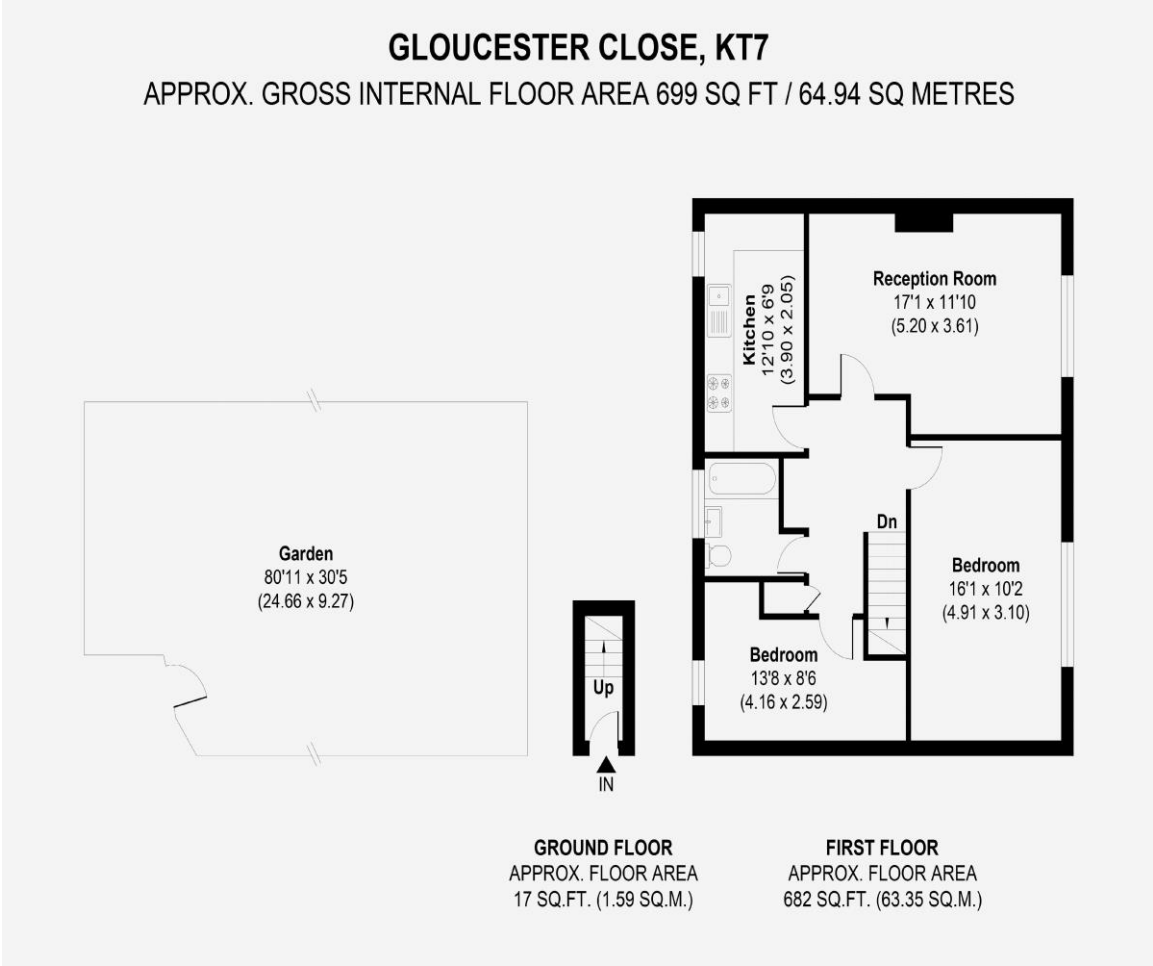 GLOUCESTER CLOSE, KT7
APPROX. GROSS INTERNAL FLOOR AREA 699 SQ FT / 64.94 SQ METRES
Kitchen
12'10 x 6'9
(3.90 x 2.05)
Reception Room
17'1 x 11'10
(5.20 x 3.61)
Dn
Garden
80'11 x 30'5
(24.66 x 9.27)
Bedroom
16'1 x 10'2
(4.91 x 3.10)
Bedroom
13'8 x 8'6
(4.16 x 2.59)
Up
IN
GROUND FLOOR
APPROX. FLOOR AREA
17 SQ.FT. (1.59 SQ.M.)
FIRST FLOOR
APPROX. FLOOR AREA
682 SQ.FT. (63.35 SQ.M.)